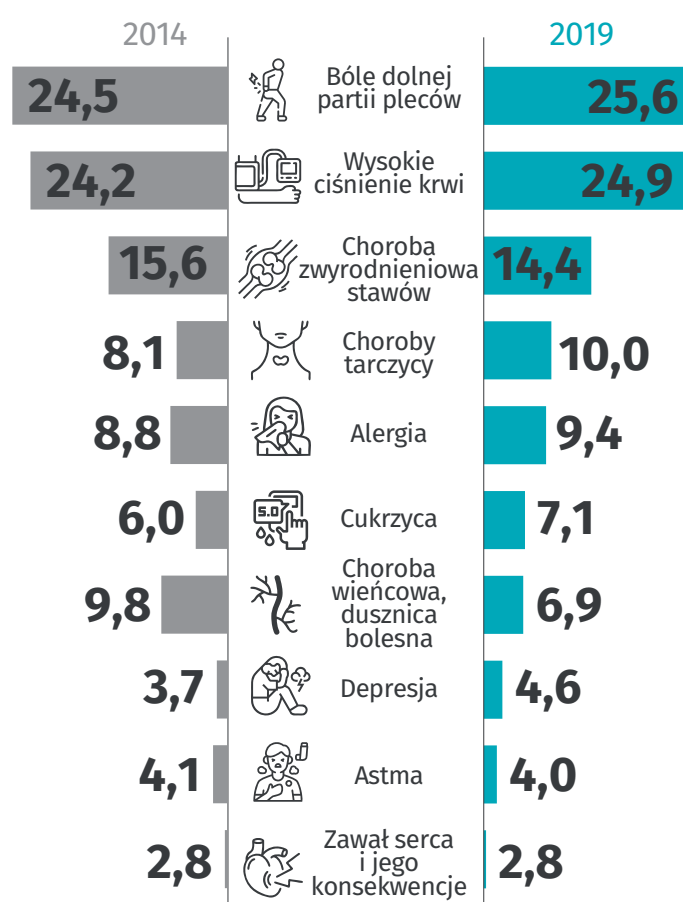 2014
2019
24,5
Bóle dolnej
partii pleców
25,6
24,2
Wysokie
ciśnienie krwi
24,9
15,6
Choroba
zwyrodnieniowa
stawów
14,4
8,1
Choroby
tarczycy
10,0
8,8
Alergia
9,4
6,0
5.0
Cukrzyca
7,1
9,8
Choroba
wieńcowa,
dusznica
bolesna
6,9
3,7
Depresja
4,6
4,1
Astma
4,0
2,8
Zawał serca
i jego
konsekwencje
2,8